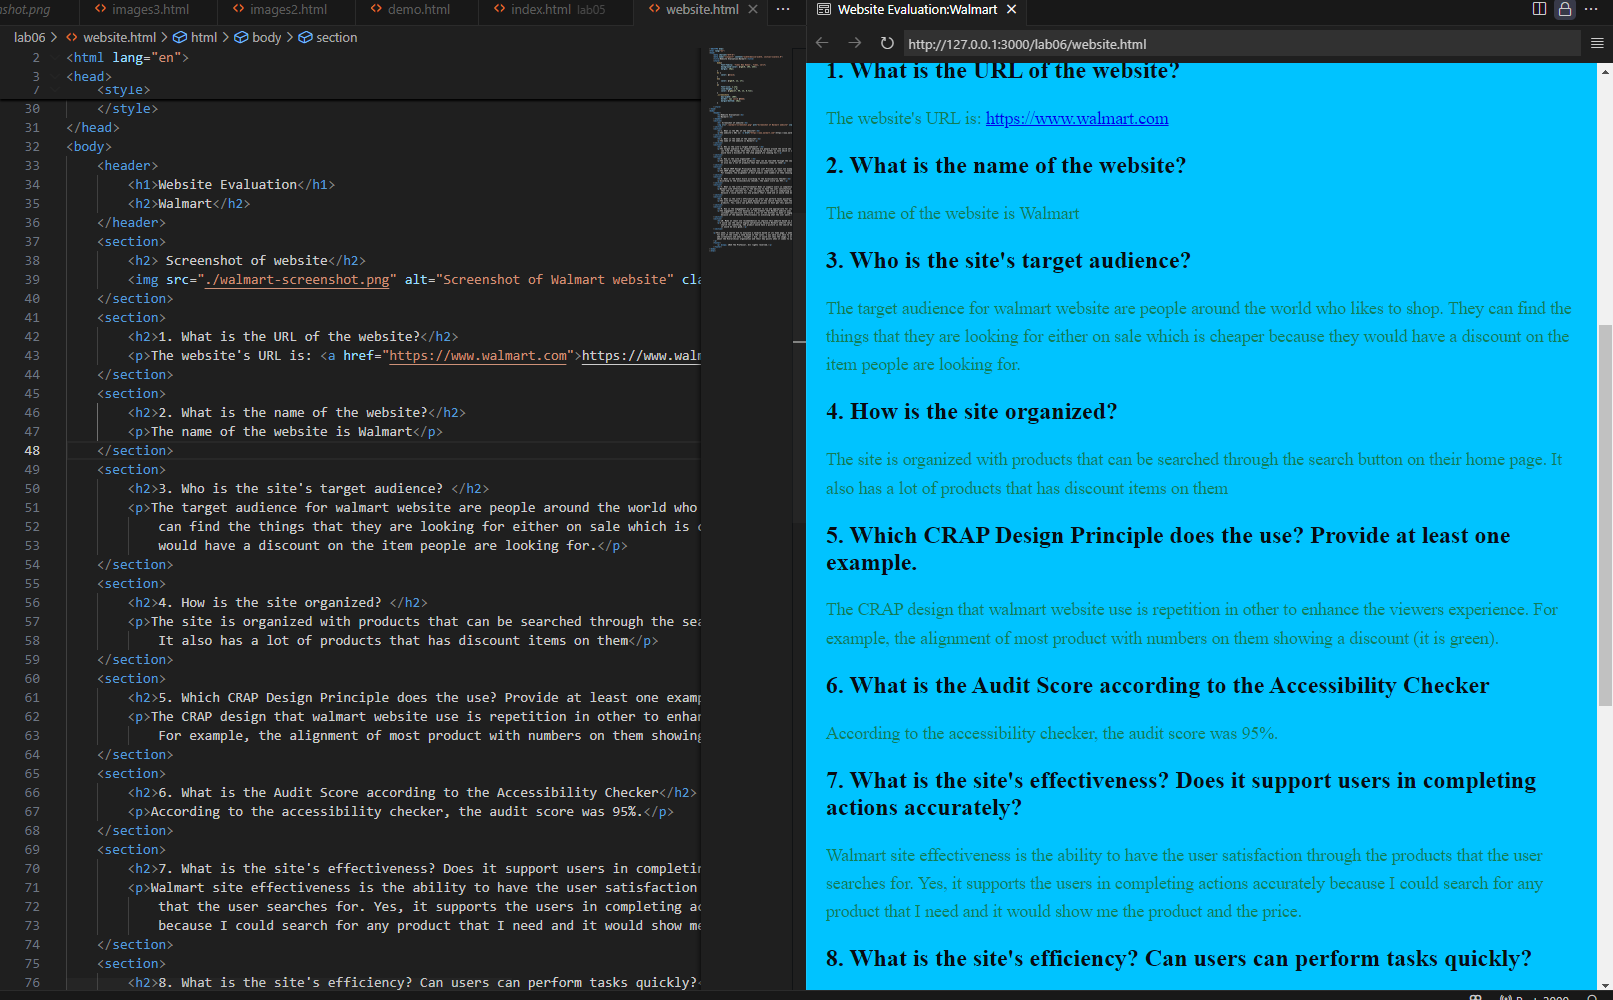 nshot.png images3.html images2.html demo.html index.html lab05 website.html
Website Evaluation:Walmart
lab06 > website.html > html > body > section
http://127.0.0.1:3000/lab06/website.html
2 <html lang="en">
3 <head>
7 <style>
30 </style>
31 </head>
32 <body>
33 <header>
34 <h1>Website Evaluation</h1>
35 <h2>Walmart</h2>
36 </header>
37 <section>
38 <h2> Screenshot of website</h2>
39 <img src="./walmart-screenshot.png" alt="Screenshot of Walmart website" cla
40 </section>
41 <section>
42 <h2>1. What is the URL of the website?</h2>
43 <p>The website's URL is: <a href="https://www.walmart.com">https://www.walm
44 </section>
45 <section>
46 <h2>2. What is the name of the website?</h2>
47 <p>The name of the website is Walmart</p>
48 </section>
49 <section>
50 <h2>3. Who is the site's target audience? </h2>
51 <p>The target audience for walmart website are people around the world who
52 can find the things that they are looking for either on sale which is c
53 would have a discount on the item people are looking for.</p>
54 </section>
55 <section>
56 <h2>4. How is the site organized? </h2>
57 <p>The site is organized with products that can be searched through the sea
58 It also has a lot of products that has discount items on them</p>
59 </section>
60 <section>
61 <h2>5. Which CRAP Design Principle does the use? Provide at least one examp
62 <p>The CRAP design that walmart website use is repetition in other to enhan
63 For example, the alignment of most product with numbers on them showing
64 </section>
65 <section>
66 <h2>6. What is the Audit Score according to the Accessibility Checker</h2>
67 <p>According to the accessibility checker, the audit score was 95%.</p>
68 </section>
69 <section>
70 <h2>7. What is the site's effectiveness? Does it support users in completin
71 <p>Walmart site effectiveness is the ability to have the user satisfaction
72 that the user searches for. Yes, it supports the users in completing ac
73 because I could search for any product that I need and it would show me
74 </section>
75 <section>
76 <h2>8. What is the site's efficiency? Can users can perform tasks quickly?<
1. What is the URL of the website?
The website's URL is: https://www.walmart.com
2. What is the name of the website?
The name of the website is Walmart
3. Who is the site's target audience?
The target audience for walmart website are people around the world who likes to shop. They can find the
things that they are looking for either on sale which is cheaper because they would have a discount on the
item people are looking for.
4. How is the site organized?
The site is organized with products that can be searched through the search button on their home page. It
also has a lot of products that has discount items on them
5. Which CRAP Design Principle does the use? Provide at least one
example.
The CRAP design that walmart website use is repetition in other to enhance the viewers experience. For
example, the alignment of most product with numbers on them showing a discount (it is green).
6. What is the Audit Score according to the Accessibility Checker
According to the accessibility checker, the audit score was 95%.
7. What is the site's effectiveness? Does it support users in completing
actions accurately?
Walmart site effectiveness is the ability to have the user satisfaction through the products that the user
searches for. Yes, it supports the users in completing actions accurately because I could search for any
product that I need and it would show me the product and the price.
8. What is the site's efficiency? Can users can perform tasks quickly?